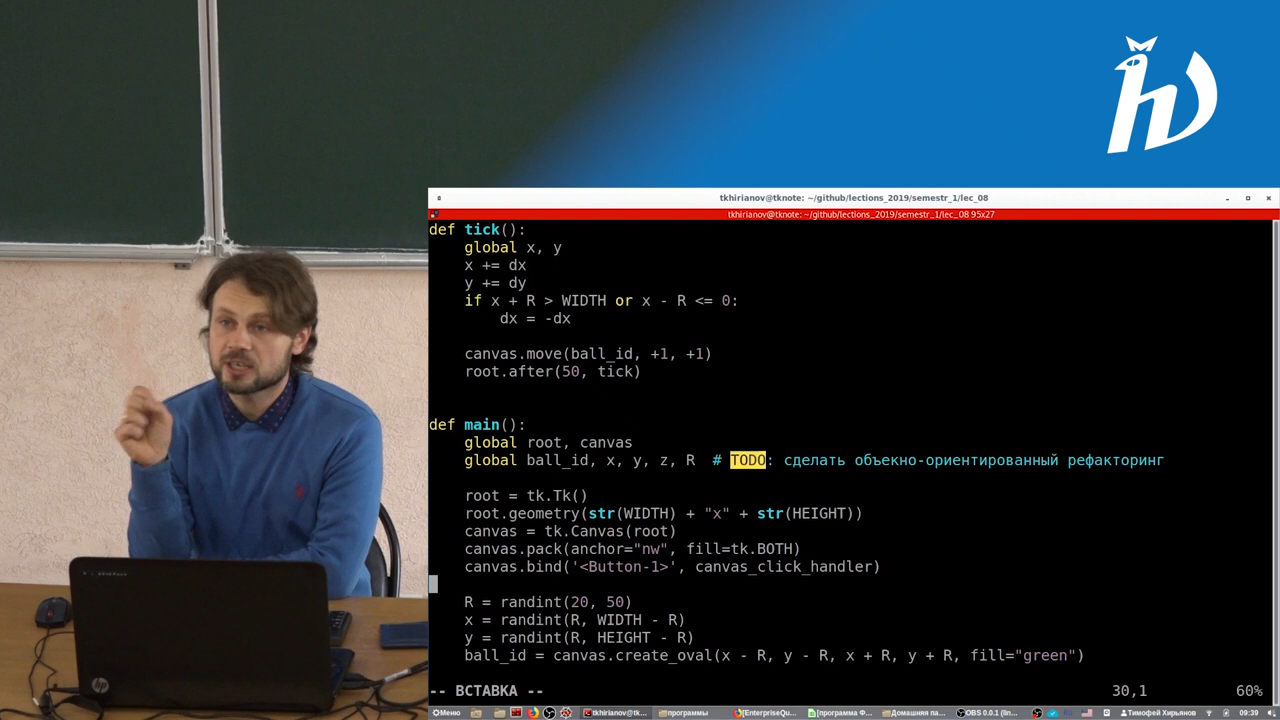 tkhirianov@tknote: ~/github/lections_2019/semestr_1/lec_08
tkhirianov@tknote: ~/github/lections_2019/semestr_1/lec_08 95x27
def tick():
global x, y
x += dx
y += dy
if x + R > WIDTH or x - R <= 0:
dx = -dx
canvas.move(ball_id, +1, +1)
root.after(50, tick)
def main():
global root, canvas
global ball_id, x, y, z, R # TODO: сделать объекно-ориентированный рефакторинг
root = tk.Tk()
root.geometry(str(WIDTH) + "x" + str(HEIGHT))
canvas = tk.Canvas(root)
canvas.pack(anchor="nw", fill=tk.BOTH)
canvas.bind('<Button-1>', canvas_click_handler)
R = randint(20, 50)
x = randint(R, WIDTH - R)
y = randint(R, HEIGHT - R)
ball_id = canvas.create_oval(x - R, y - R, x + R, y + R, fill="green")
-- ВСТАВКА -- 30,1 60%
Меню tkhirianov@tk... программы [EnterpriseQu... [программа Ф... Домашняя па... OBS 0.0.1 (lin... Тимофей Хирьянов 09:39
hp